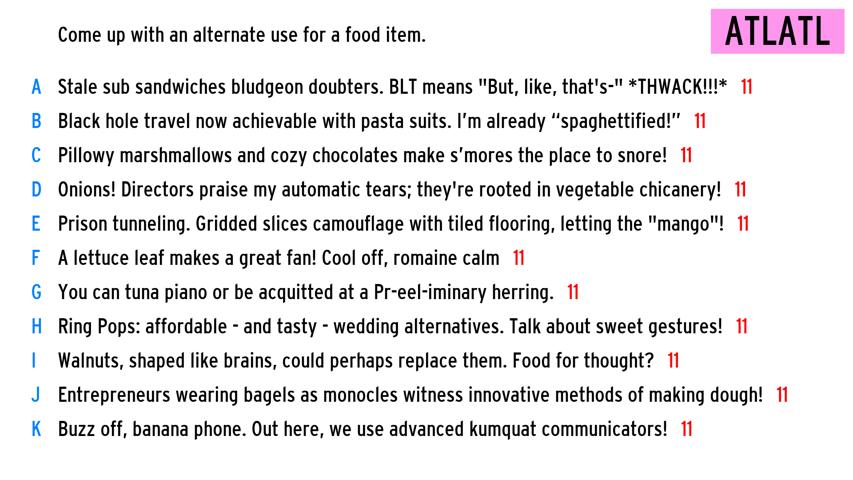 Come up with an alternate use for a food item.
ATLATL
A Stale sub sandwiches bludgeon doubters. BLT means "But, like, that's-" *THWACK!!!* 11
B Black hole travel now achievable with pasta suits. I’m already “spaghettified!” 11
C Pillowy marshmallows and cozy chocolates make s’mores the place to snore! 11
D Onions! Directors praise my automatic tears; they're rooted in vegetable chicanery! 11
E Prison tunneling. Gridded slices camouflage with tiled flooring, letting the "mango"! 11
F A lettuce leaf makes a great fan! Cool off, romaine calm 11
G You can tuna piano or be acquitted at a Pr-eel-iminary herring. 11
H Ring Pops: affordable - and tasty - wedding alternatives. Talk about sweet gestures! 11
I Walnuts, shaped like brains, could perhaps replace them. Food for thought? 11
J Entrepreneurs wearing bagels as monocles witness innovative methods of making dough! 11
K Buzz off, banana phone. Out here, we use advanced kumquat communicators! 11